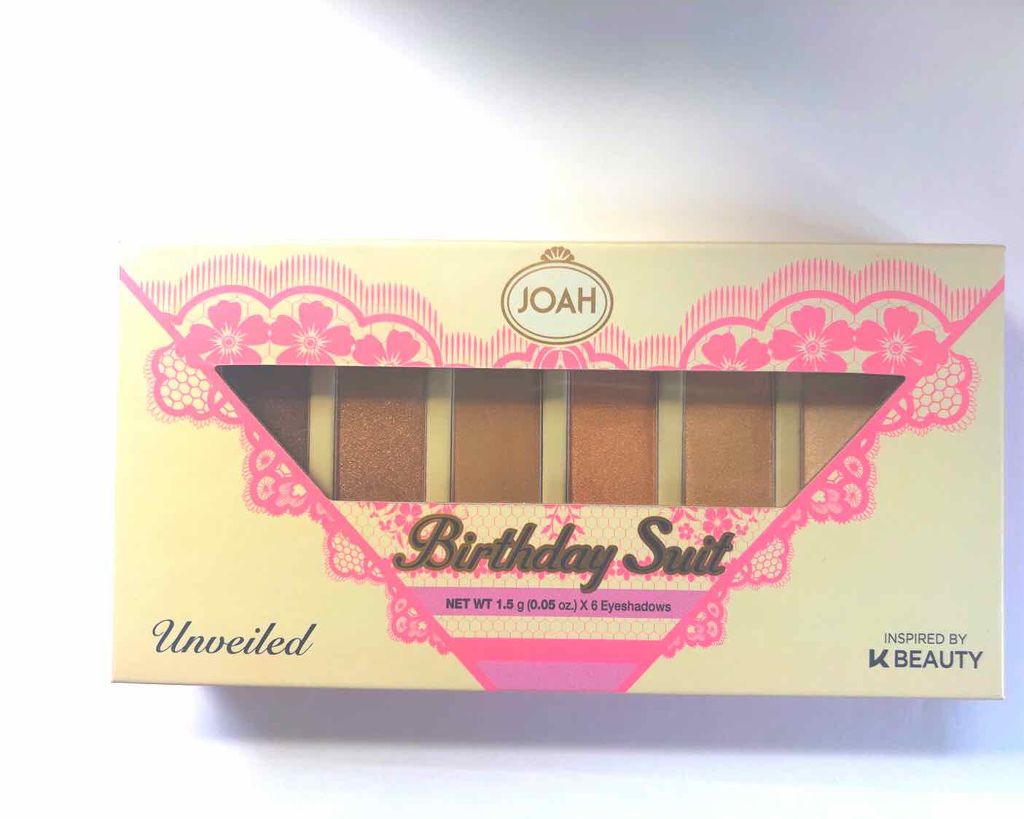 JOAH
Birthday Suit
NET WT 1.5 g (0.05 oz.) X 6 Eyeshadows
Unveiled
INSPIRED BY
K BEAUTY